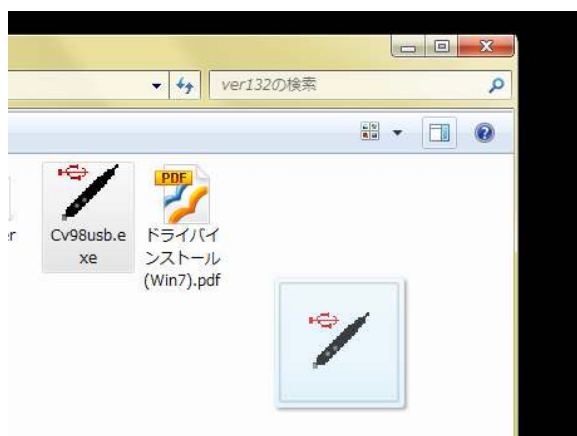 ver132の検索
r
Cv98usb.e
xe
PDF
ドライバイ
ンストール
(Win7).pdf